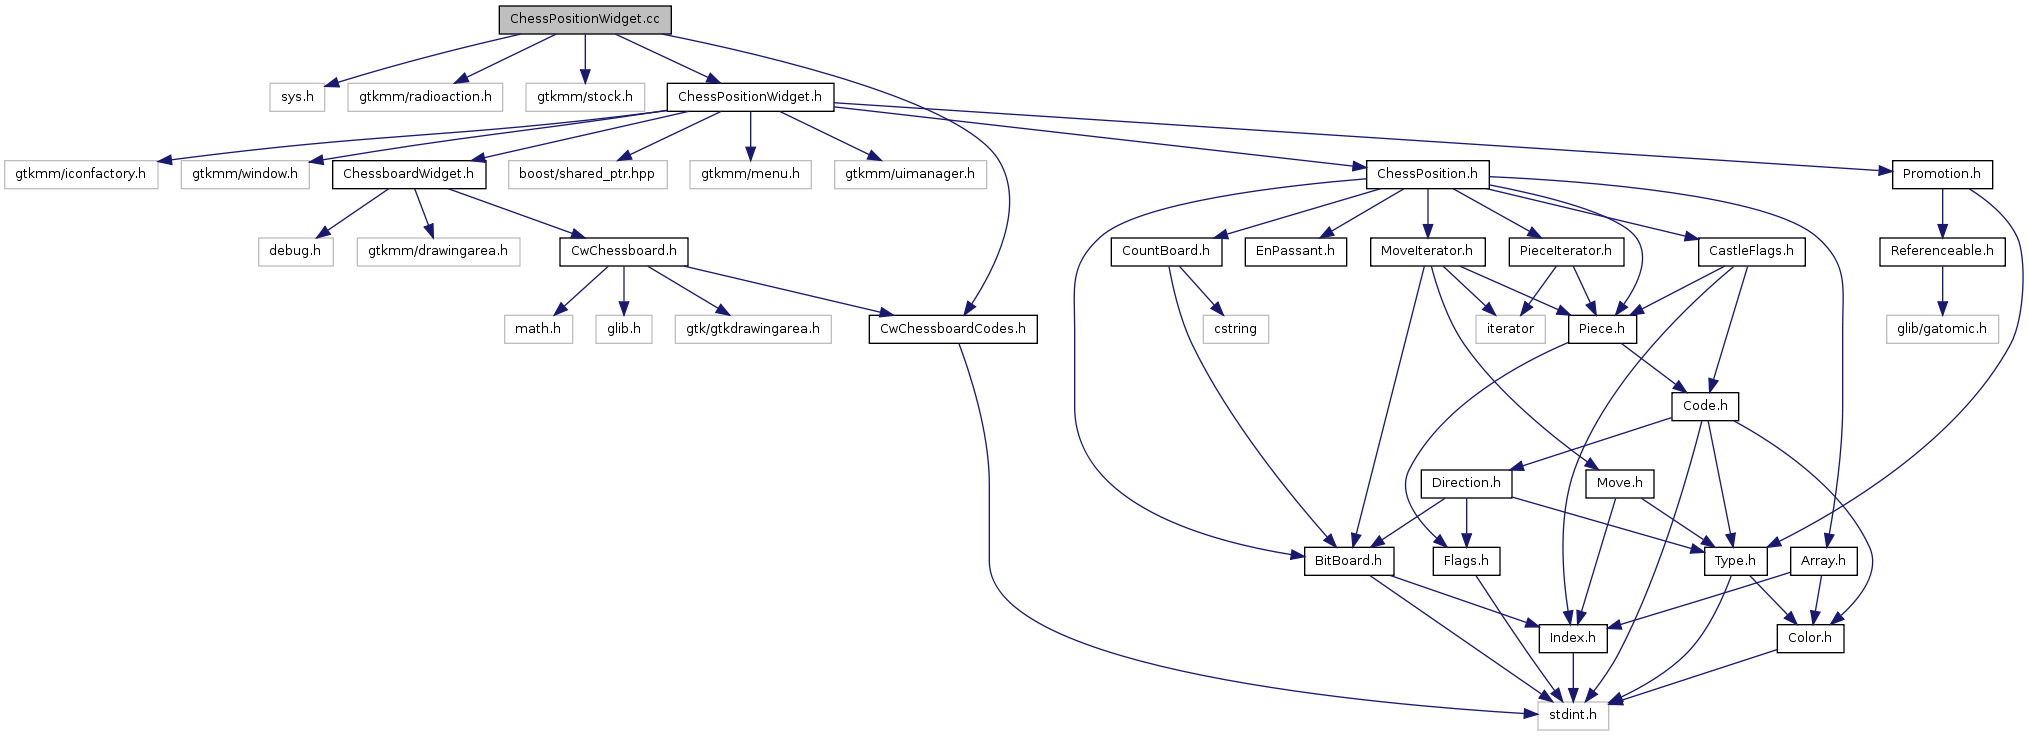 ChessPositionWidget.cc
sys.h
gtkmm/radioaction.h
gtkmm/stock.h
ChessPositionWidget.h
gtkmm/iconfactory.h
gtkmm/window.h
ChessboardWidget.h
boost/shared_ptr.hpp
gtkmm/menu.h
gtkmm/uimanager.h
ChessPosition.h
Promotion.h
debug.h
gtkmm/drawingarea.h
CwChessboard.h
CountBoard.h
EnPassant.h
MoveIterator.h
PieceIterator.h
CastleFlags.h
Referenceable.h
math.h
glib.h
gtk/gtkdrawingarea.h
CwChessboardCodes.h
cstring
iterator
Piece.h
glib/gatomic.h
Code.h
Direction.h
Move.h
BitBoard.h
Flags.h
Type.h
Array.h
Index.h
Color.h
stdint.h